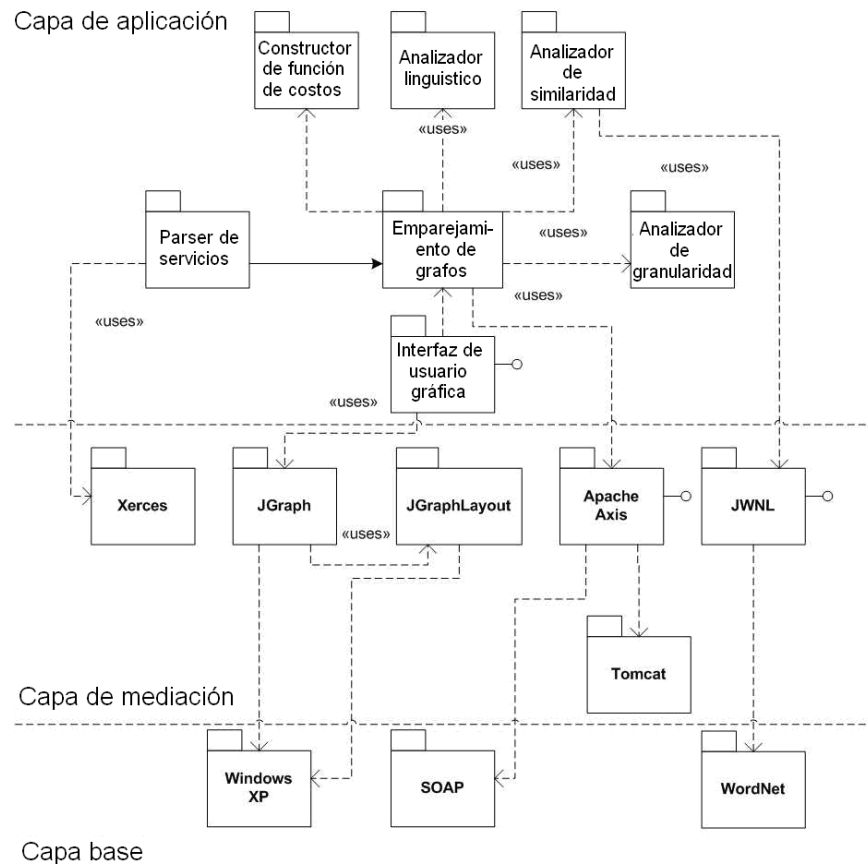 Capa de aplicación
Constructor
de función
de costos
Analizador
linguistico
Analizador
de
similaridad
«uses»
«uses»
«uses»
Parser de
servicios
Emparejami-
ento de
grafos
«uses»
Analizador
de
granularidad
«uses»
«uses»
Interfaz de
usuario
gráfica
«uses»
Xerces
JGraph
«uses»
JGraphLayout
Apache
Axis
JWNL
Tomcat
Capa de mediación
Windows
XP
SOAP
WordNet
Capa base